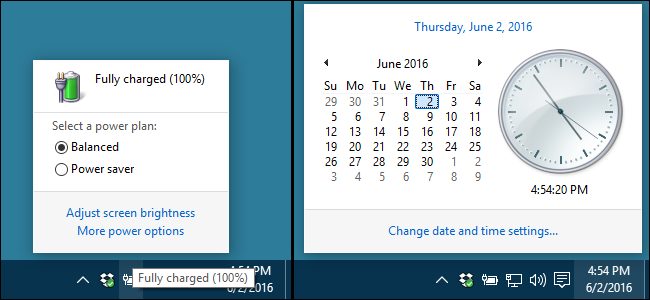 Fully charged (100%)
Select a power plan:
Balanced
Power saver
Adjust screen brightness
More power options
Fully charged (100%)
4:54 PM
6/2/2016
Thursday, June 2, 2016
June 2016
Su Mo Tu We Th Fr Sa
29 30 31 1 2 3 4
5 6 7 8 9 10 11
12 13 14 15 16 17 18
19 20 21 22 23 24 25
26 27 28 29 30 1 2
3 4 5 6 7 8 9
4:54:20 PM
Change date and time settings...
4:54 PM
6/2/2016